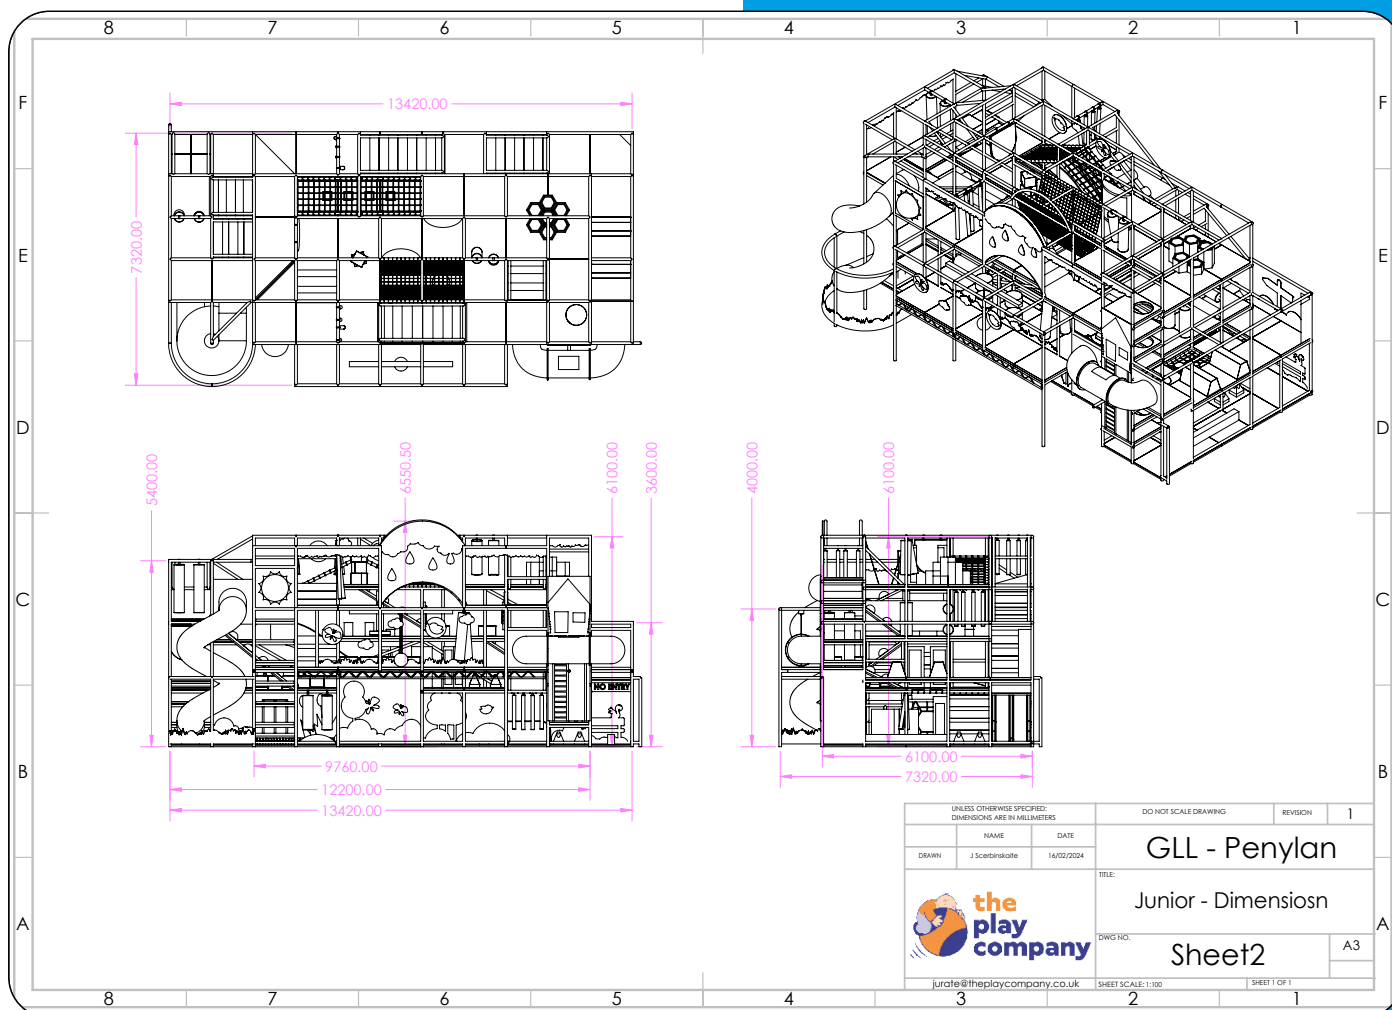 8 7 6 5 4 3 2 1
F F
E E
D D
C C
B B
A A
13420.00
7320.00
5400.00
6550.50
6100.00
3600.00
NO ENTRY
9760.00
12200.00
13420.00
4000.00
6100.00
6100.00
7320.00
UNLESS OTHERWISE SPECIFIED:
DIMENSIONS ARE IN MILLIMETERS
DO NOT SCALE DRAWING
REVISION
1
NAME
DATE
DRAWN
J Scerbinskaite
16/02/2024
GLL - Penylan
TITLE:
Junior - Dimensiosn
the
play
company
DWG NO.
Sheet2
A3
jurate@theplaycompany.co.uk
SHEET SCALE: 1:100
SHEET 1 OF 1
8 7 6 5 4 3 2 1